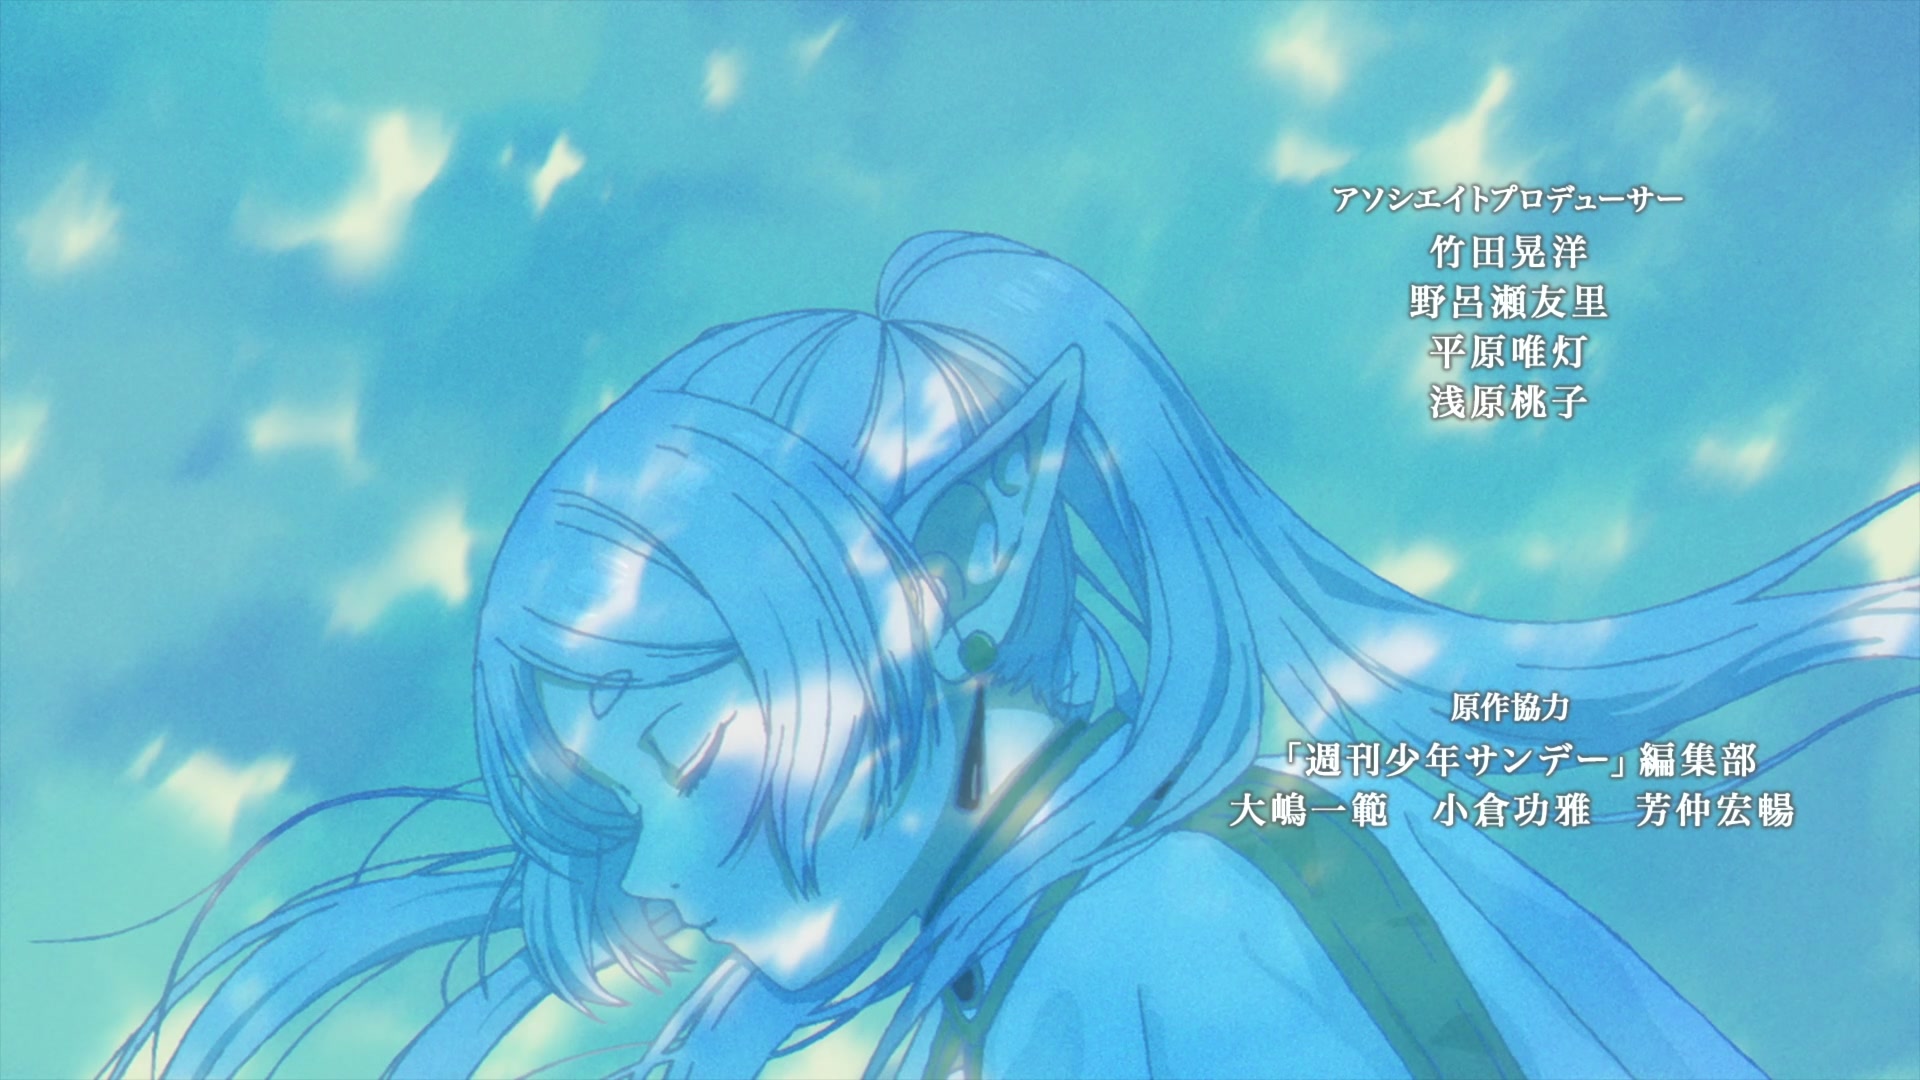 アソシエイトプロデューサー
竹田晃洋
野呂瀬友里
平原唯灯
浅原桃子
原作協力
「週刊少年サンデー」編集部
大嶋一範　小倉功雅　芳仲宏暢